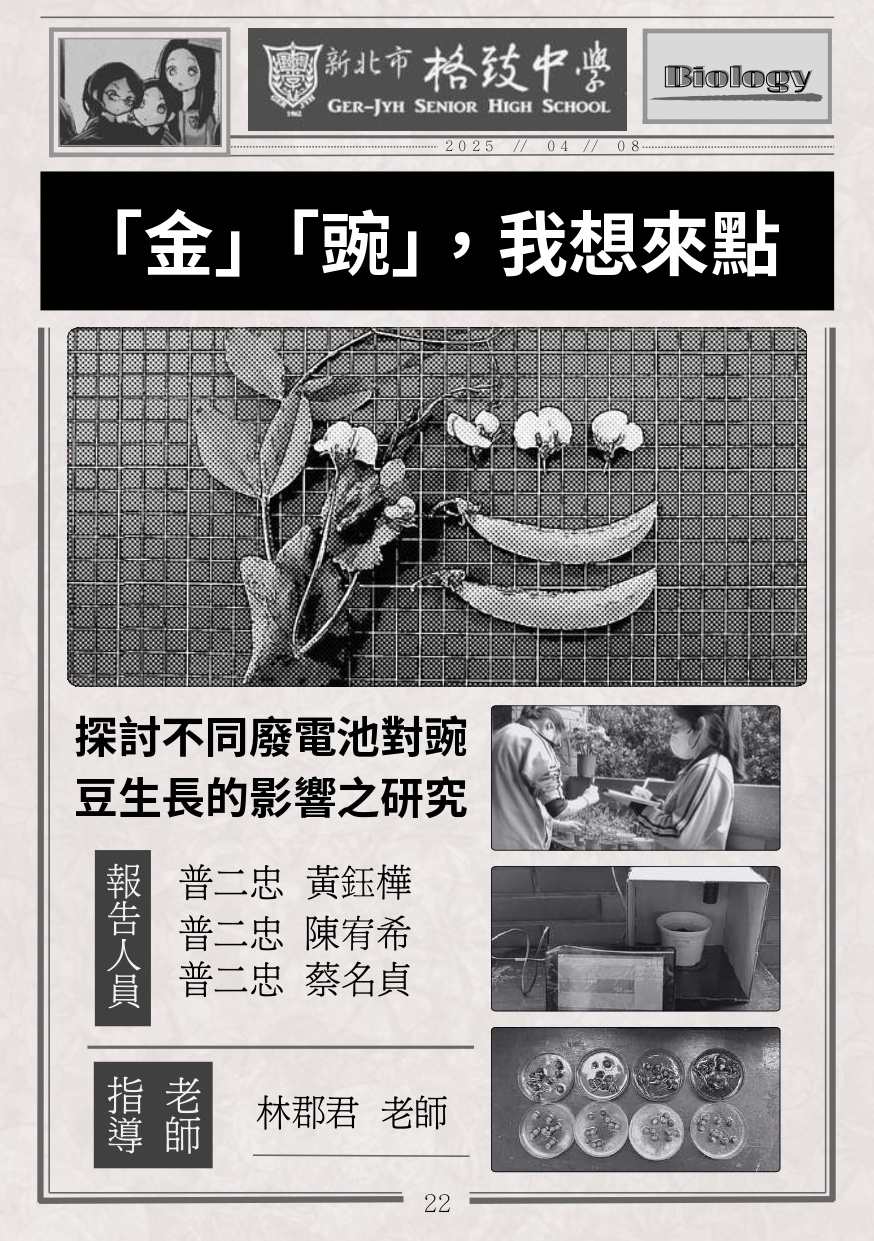 新北市 格致中學
GER-JYH SENIOR HIGH SCHOOL
GER JYH
1962
Biology
2025 // 04 // 08
「金」「豌」，我想來點
探討不同廢電池對豌
豆生長的影響之研究
報告人員
普二忠 黃鈺樺
普二忠 陳宥希
普二忠 蔡名貞
指導老師
林郡君 老師
22